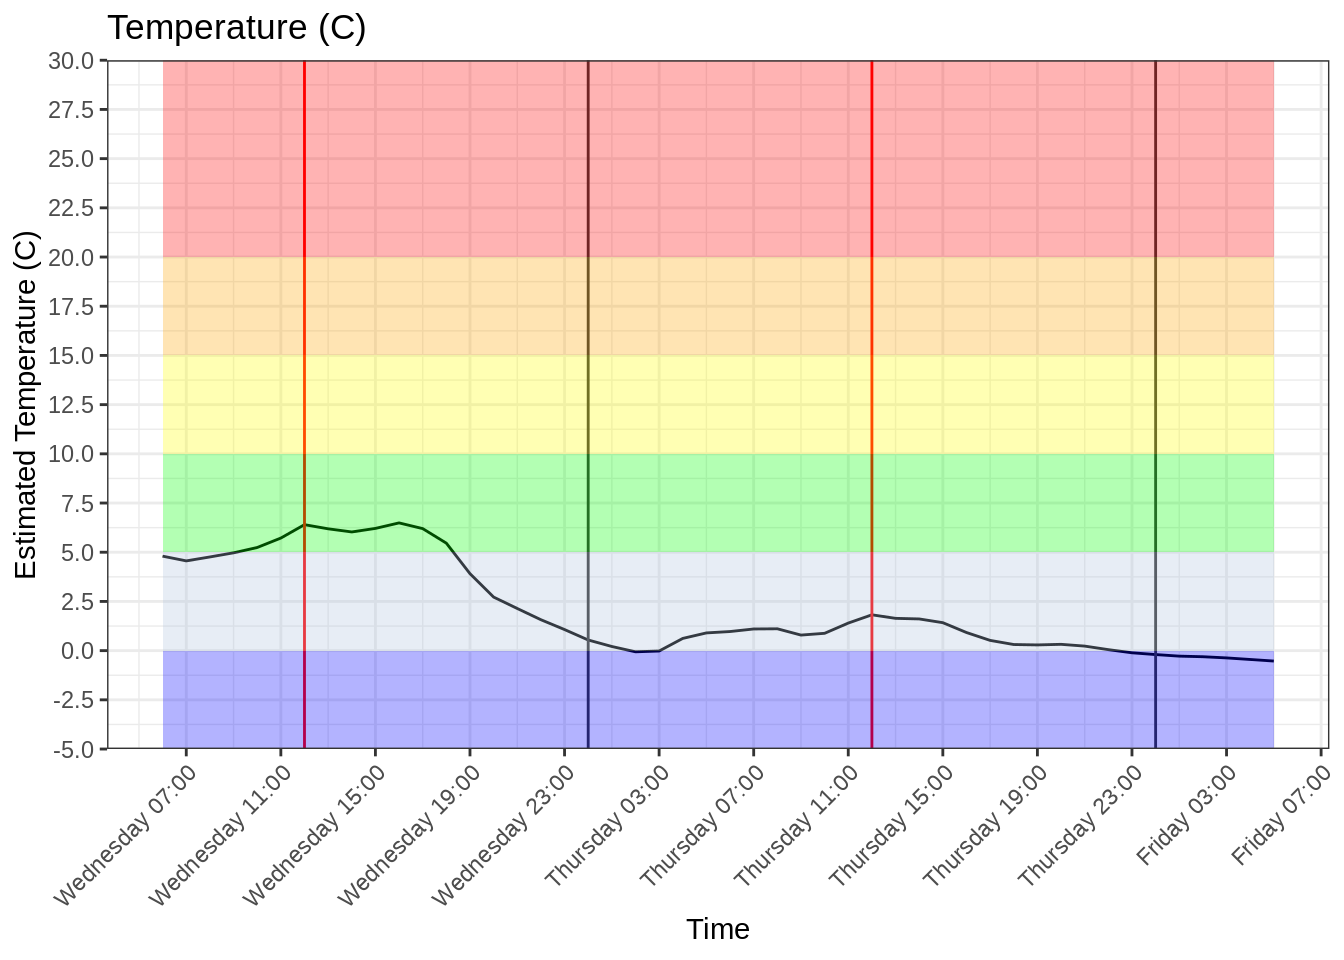 Temperature (C)
Estimated Temperature (C)
30.0
27.5
25.0
22.5
20.0
17.5
15.0
12.5
10.0
7.5
5.0
2.5
0.0
-2.5
-5.0
Wednesday 07:00
Wednesday 11:00
Wednesday 15:00
Wednesday 19:00
Wednesday 23:00
Thursday 03:00
Thursday 07:00
Thursday 11:00
Thursday 15:00
Thursday 19:00
Thursday 23:00
Friday 03:00
Friday 07:00
Time